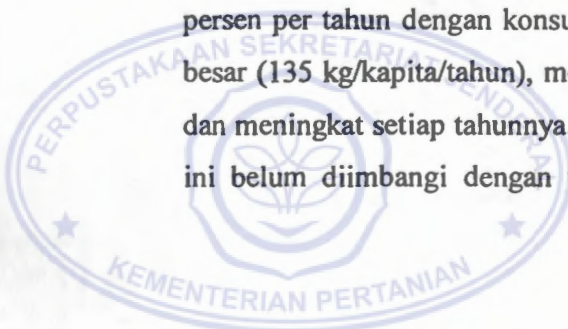 persen per tahun dengan
besar (135 kg/kapita/tahun),
dan meningkat setiap tahunnya
ini belum diimbangi dengan
PERPUSTAKAAN SEKRETARIAT JENDERAL
KEMENTERIAN PERTANIAN